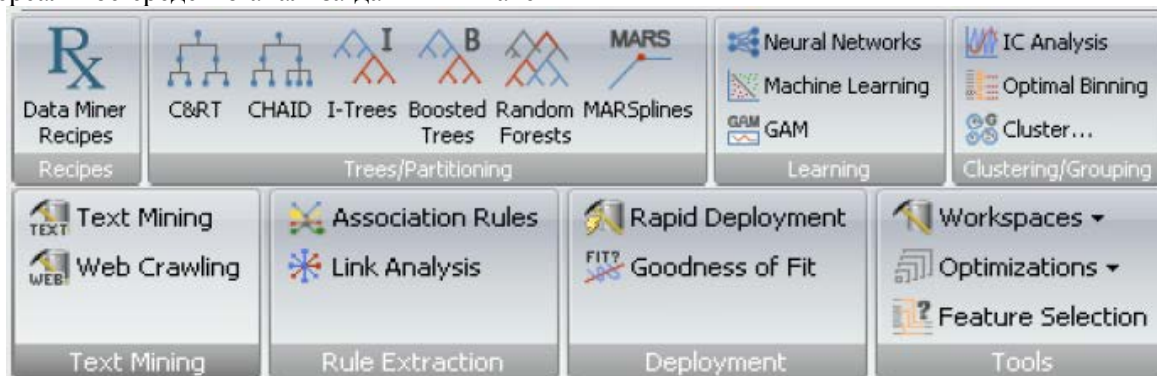 Rx
I
B
MARS
Data Miner
Recipes
C&RT
CHAID
I-Trees
Boosted
Trees
Random
Forests
MARSplines
Recipes
Trees/Partitioning
Neural Networks
Machine Learning
GAM GAM
Learning
IC Analysis
Optimal Binning
G Cluster...
Clustering/Grouping
TEXT Text Mining
WEB Web Crawling
Text Mining
Association Rules
Link Analysis
Rule Extraction
Rapid Deployment
FIT? Goodness of Fit
Deployment
Workspaces
Optimizations
? Feature Selection
Tools